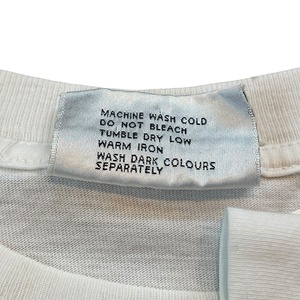 MACHINE WASH COLD
DO NOT BLEACH
TUMBLE DRY LOW
WARM IRON
WASH DARK COLOURS
SEPARATELY